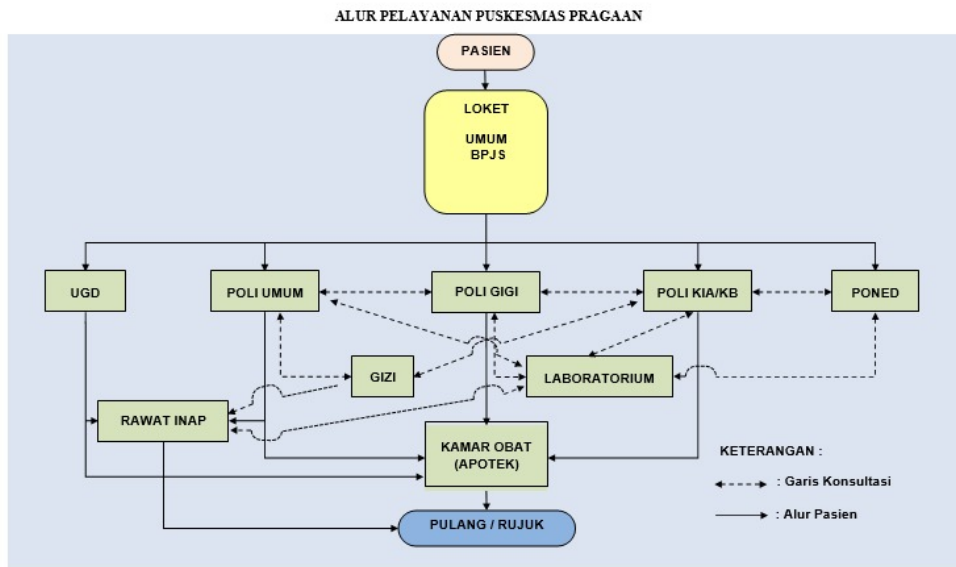 ALUR PELAYANAN PUSKESMAS PRAGAAN
PASIEN
LOKET
UMUM
BPJS
UGD
POLI UMUM
POLI GIGI
POLI KIA/KB
PONED
GIZI
LABORATORIUM
RAWAT INAP
KAMAR OBAT
(APOTEK)
KETERANGAN :
: Garis Konsultasi
: Alur Pasien
PULANG / RUJUK